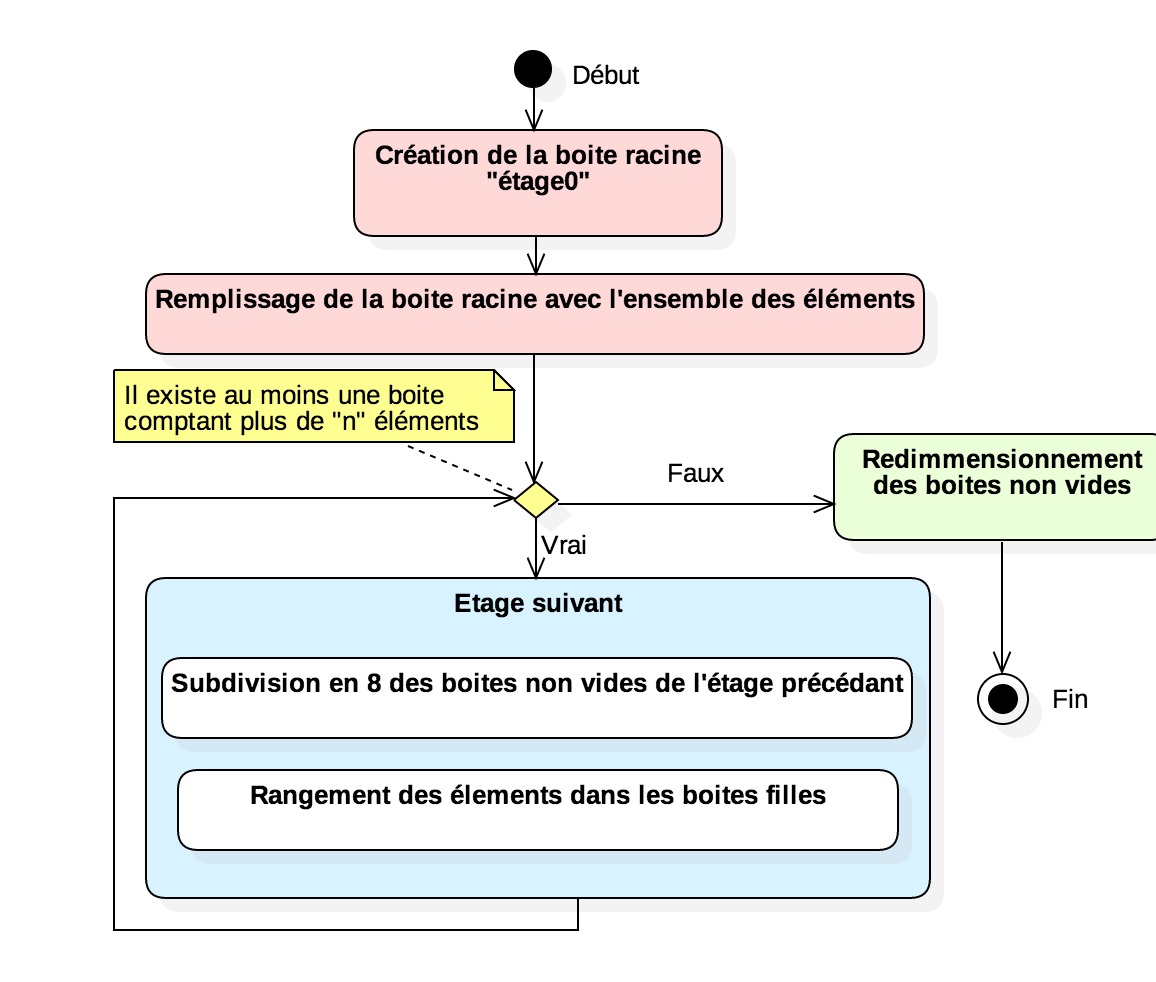 Début
Création de la boite racine
"étage0"
Remplissage de la boite racine avec l'ensemble des éléments
Il existe au moins une boite
comptant plus de "n" éléments
Faux
Redimmensionnement
des boites non vides
Vrai
Etage suivant
Subdivision en 8 des boites non vides de l'étage précédant
Fin
Rangement des élements dans les boites filles